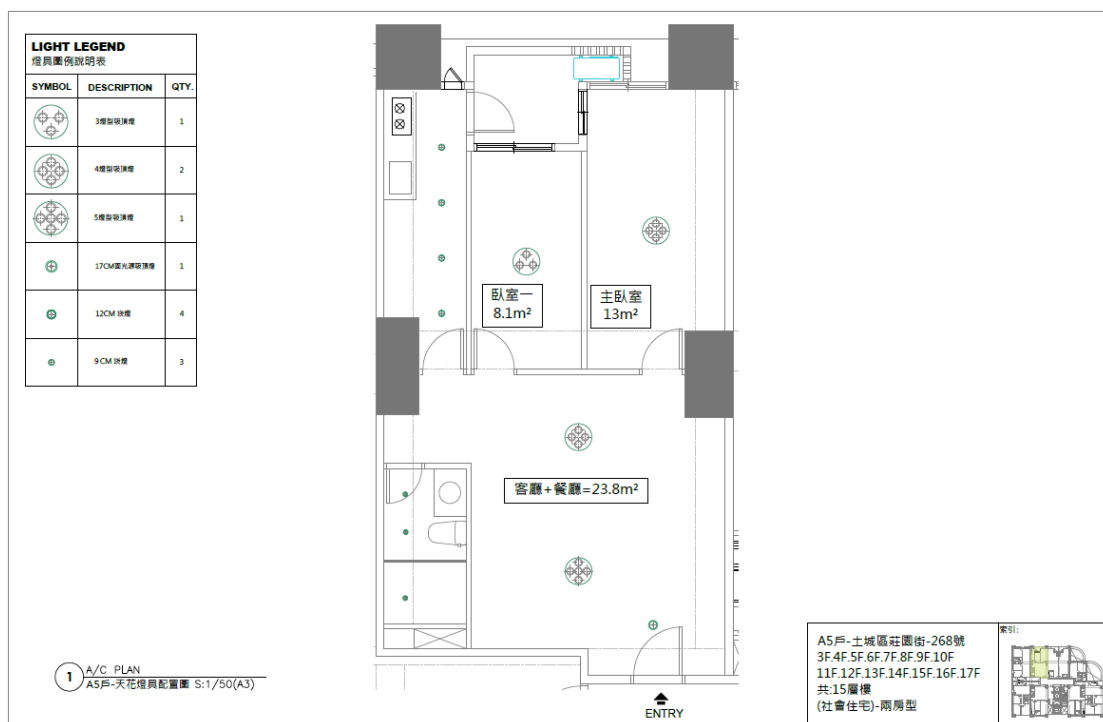 LIGHT LEGEND
燈具圖例說明表
SYMBOL DESCRIPTION QTY.
3燈型吸頂燈 1
4燈型吸頂燈 2
5燈型吸頂燈 1
17CM面光源吸頂燈 1
12CM 崁燈 4
9 CM 崁燈 3
臥室一
8.1m²
主臥室
13m²
客廳+餐廳=23.8m²
1
A/C PLAN
A5戶-天花燈具配置圖 S:1/50(A3)
ENTRY
A5戶-土城區莊園街-268號
3F.4F.5F.6F.7F.8F.9F.10F
11F.12F.13F.14F.15F.16F.17F
共:15層樓
(社會住宅)-兩房型
索引: